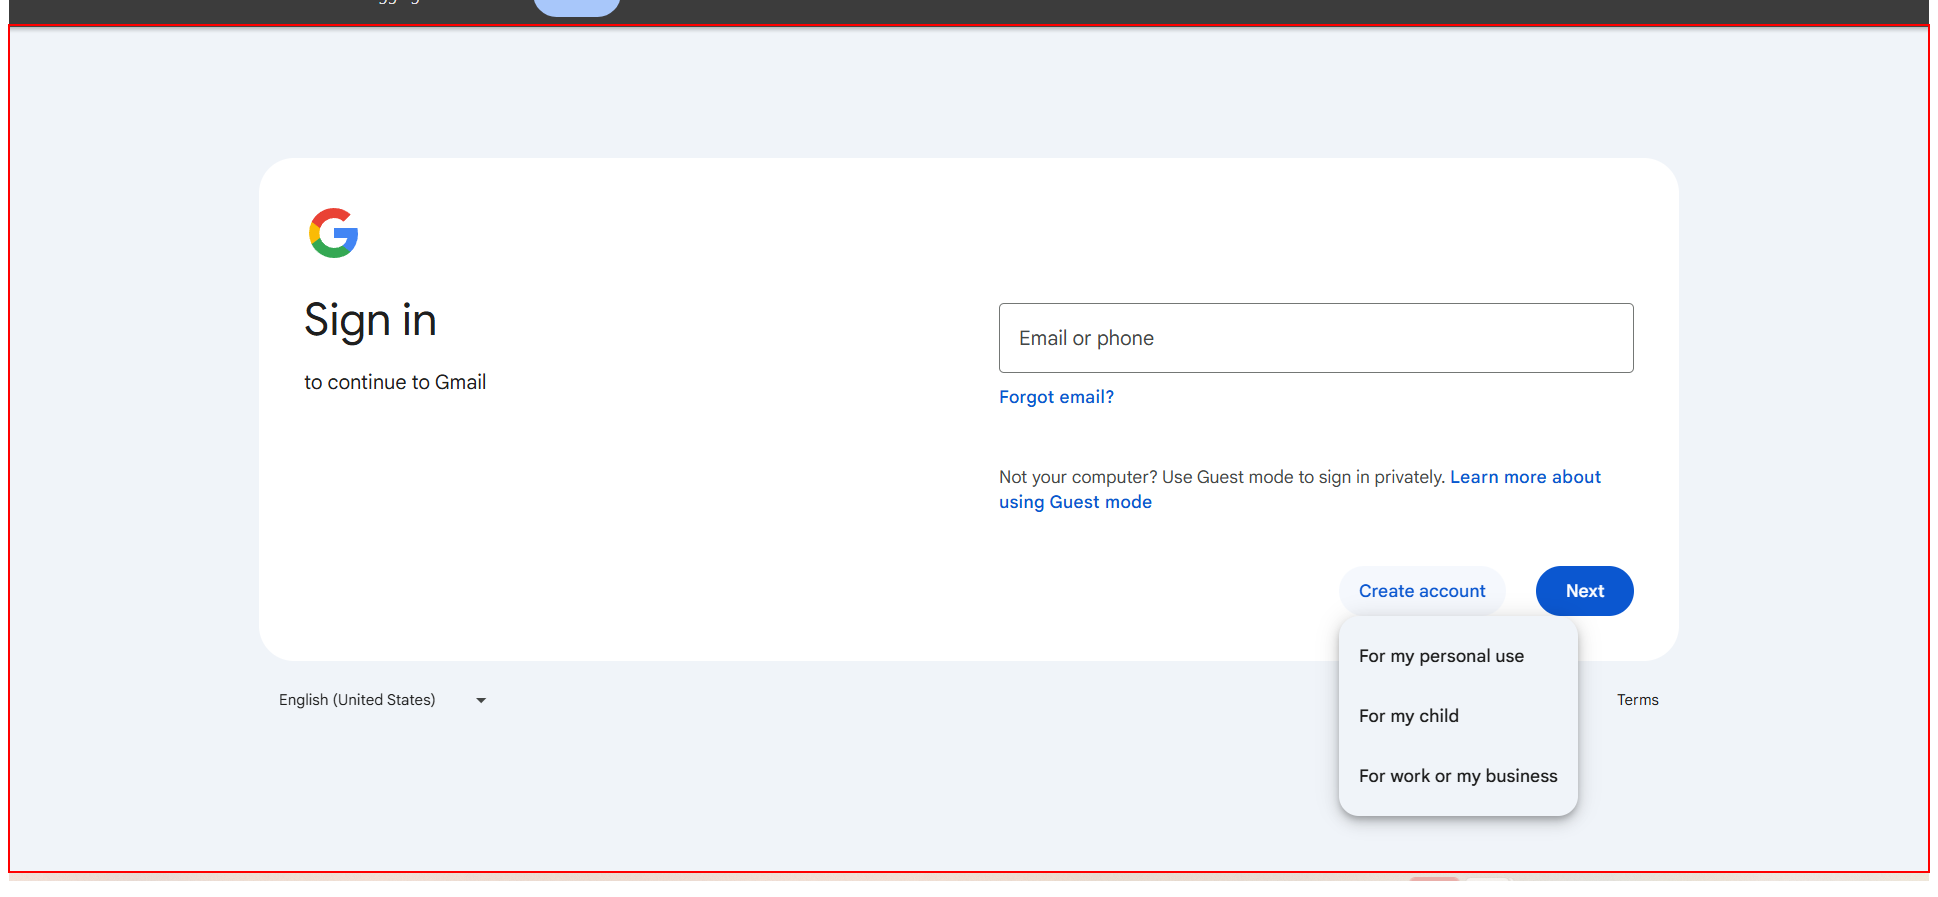 Sign in
to continue to Gmail
Email or phone
Forgot email?
Not your computer? Use Guest mode to sign in privately. Learn more about
using Guest mode
Create account
Next
For my personal use
For my child
For work or my business
English (United States)
Terms